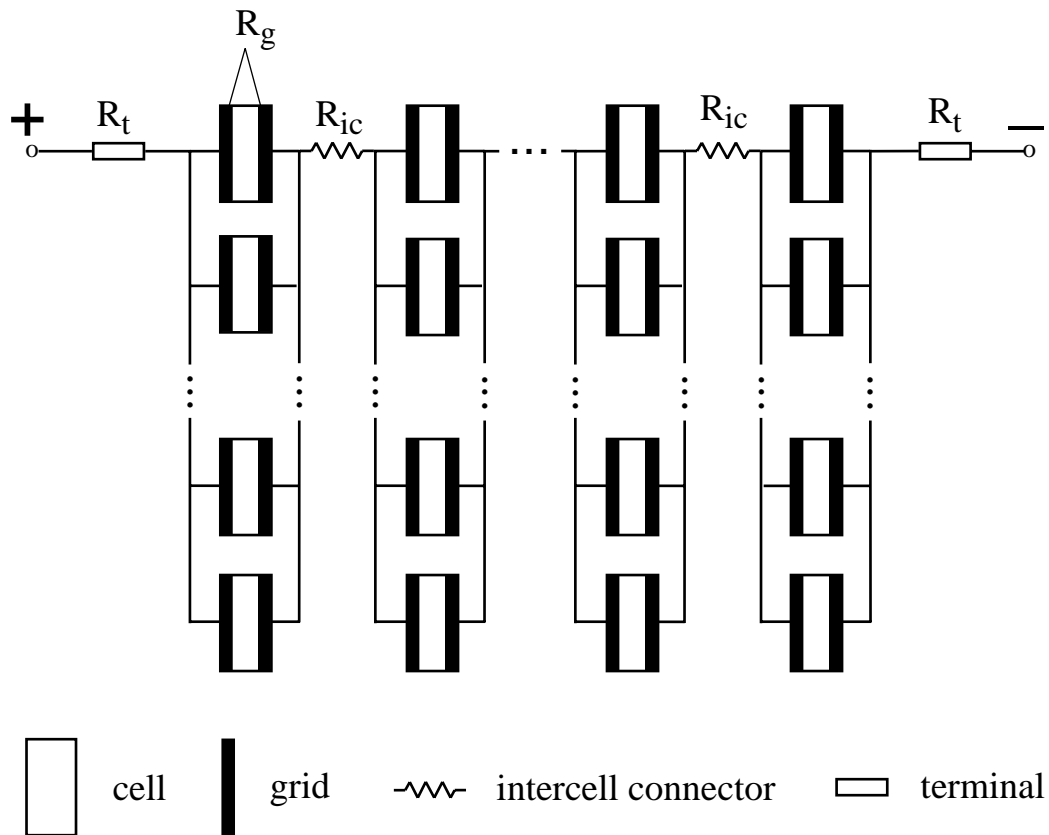 R_g
+ R_t R_ic R_ic R_t −
o ... o
cell grid intercell connector terminal